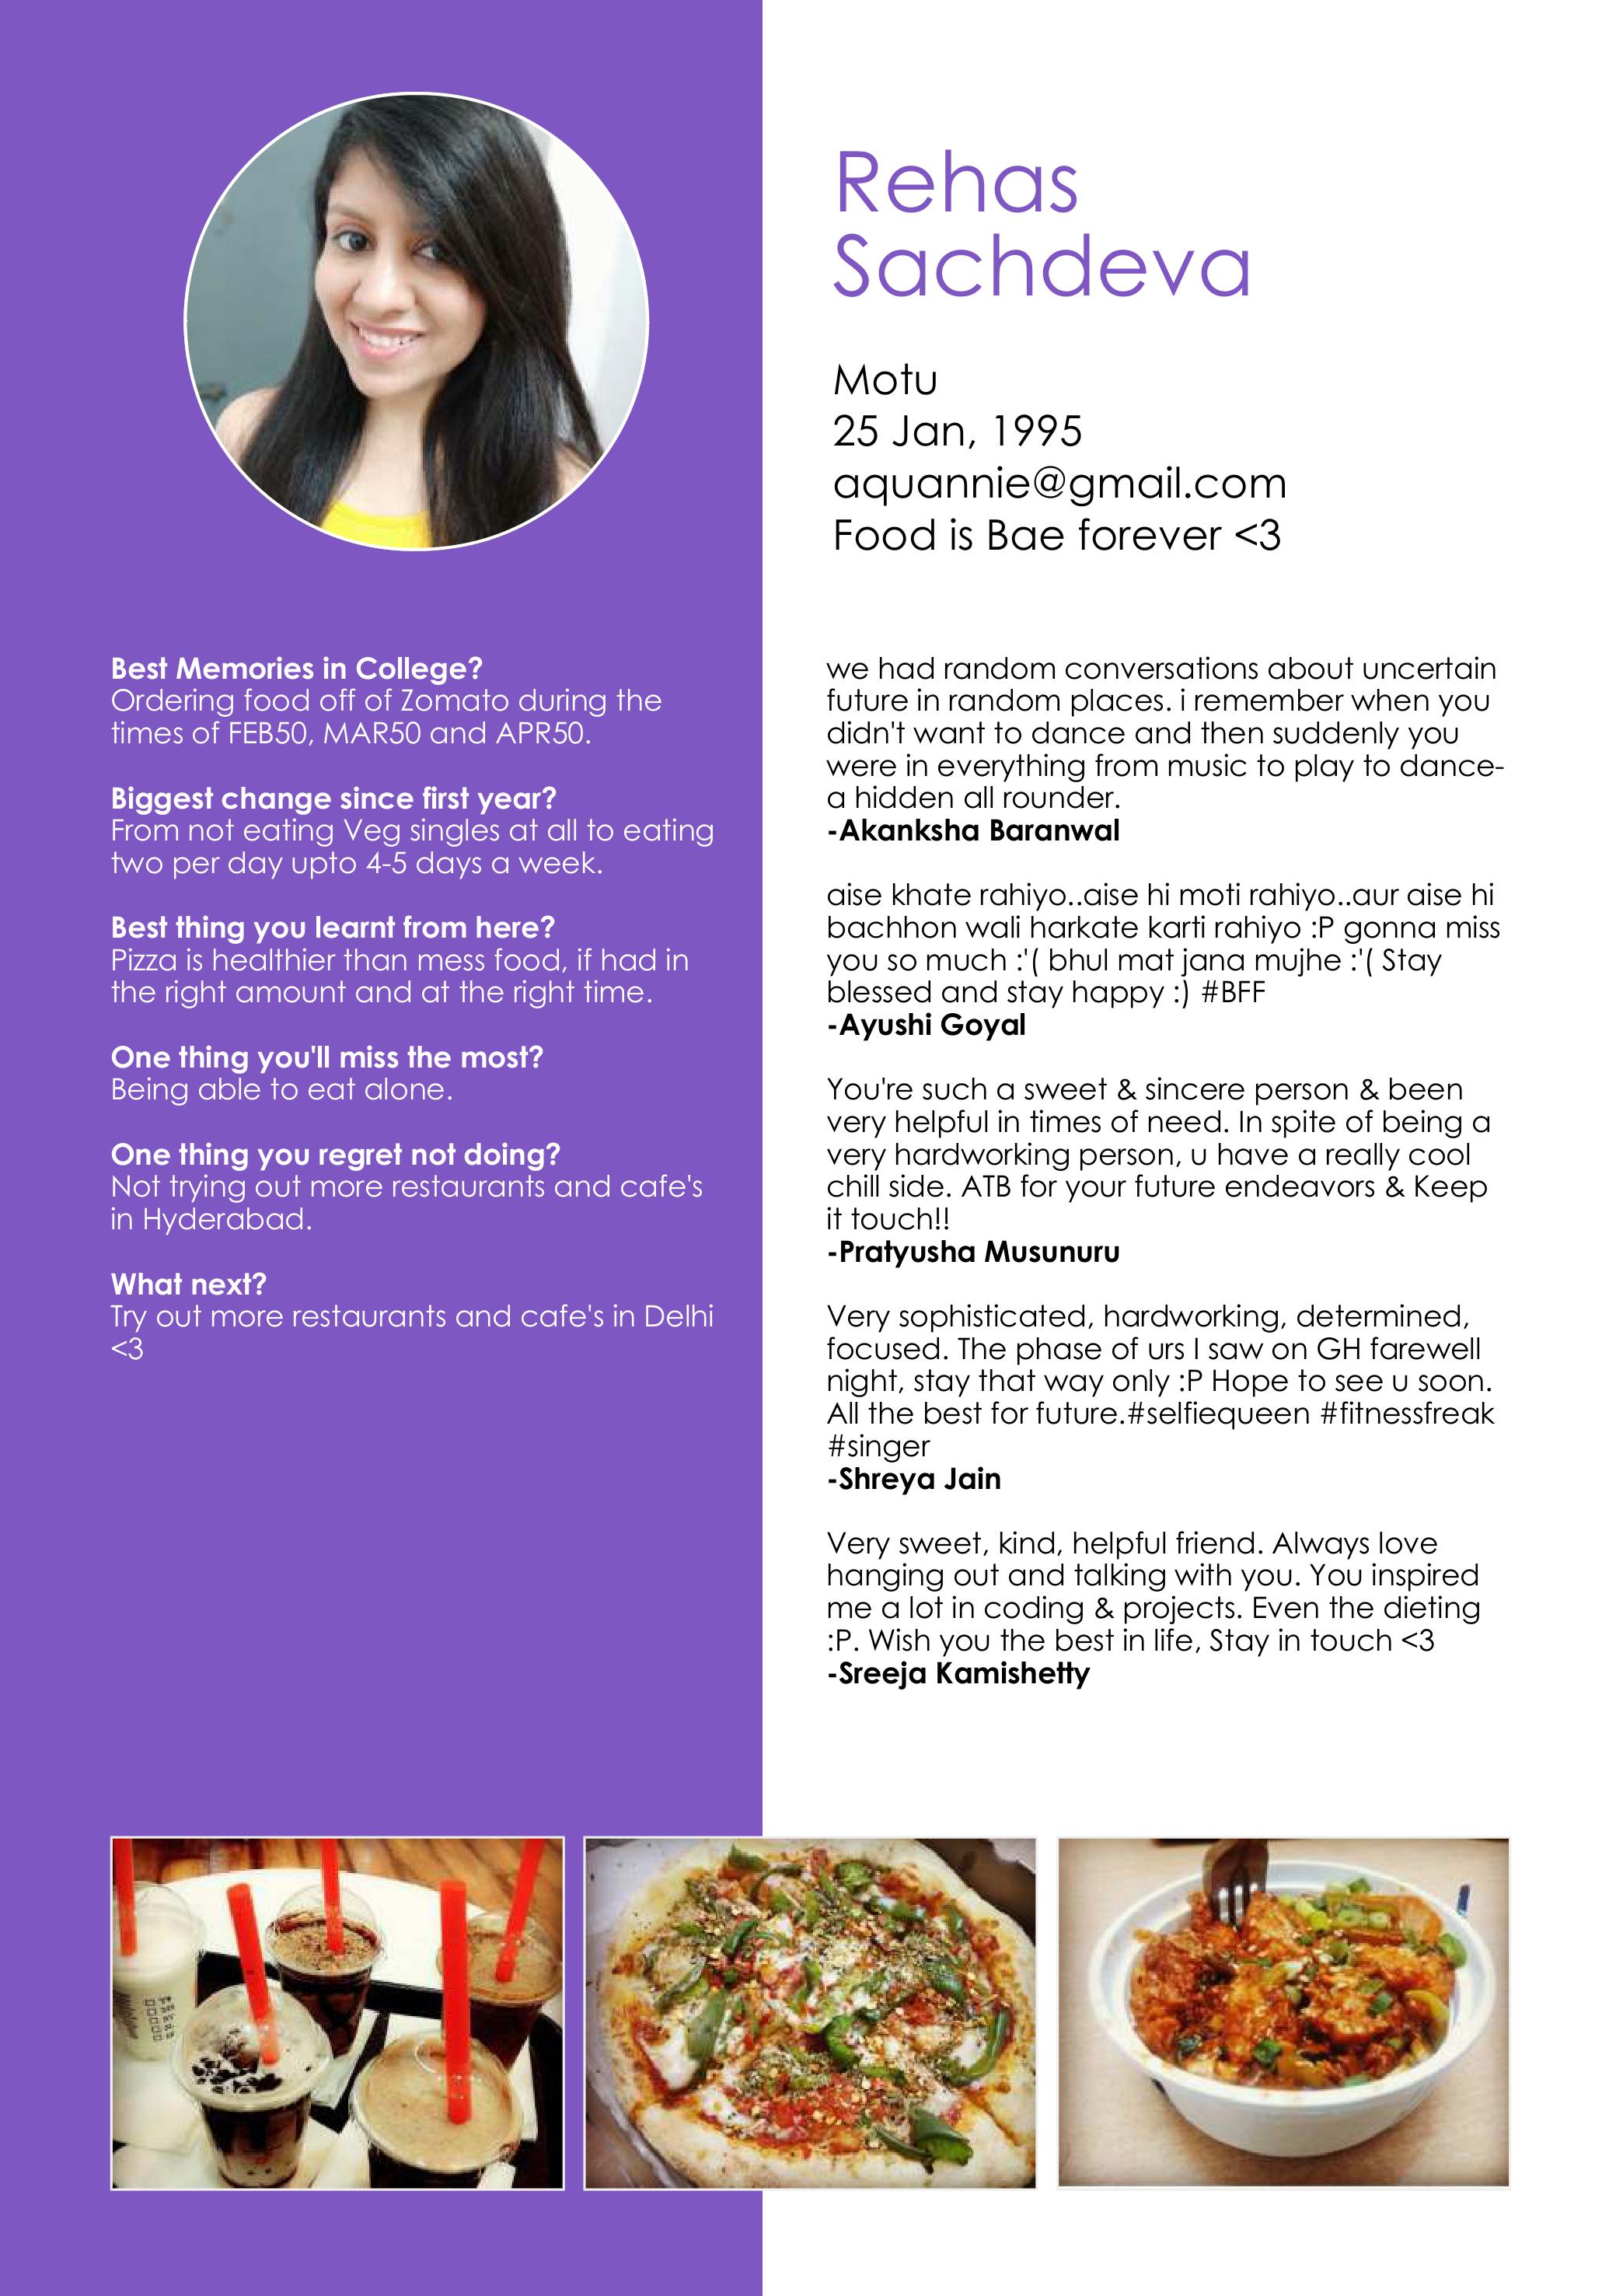 Rehas
Sachdeva
Motu
25 Jan, 1995
aquannie@gmail.com
Food is Bae forever <3
Best Memories in College?
Ordering food off of Zomato during the
times of FEB50, MAR50 and APR50.
Biggest change since first year?
From not eating Veg singles at all to eating
two per day upto 4-5 days a week.
Best thing you learnt from here?
Pizza is healthier than mess food, if had in
the right amount and at the right time.
One thing you'll miss the most?
Being able to eat alone.
One thing you regret not doing?
Not trying out more restaurants and cafe's
in Hyderabad.
What next?
Try out more restaurants and cafe's in Delhi
<3
we had random conversations about uncertain
future in random places. i remember when you
didn't want to dance and then suddenly you
were in everything from music to play to dance-
a hidden all rounder.
-Akanksha Baranwal
aise khate rahiyo..aise hi moti rahiyo..aur aise hi
bachhon wali harkate karti rahiyo :P gonna miss
you so much :'( bhul mat jana mujhe :'( Stay
blessed and stay happy :) #BFF
-Ayushi Goyal
You're such a sweet & sincere person & been
very helpful in times of need. In spite of being a
very hardworking person, u have a really cool
chill side. ATB for your future endeavors & Keep
it touch!!
-Pratyusha Musunuru
Very sophisticated, hardworking, determined,
focused. The phase of urs I saw on GH farewell
night, stay that way only :P Hope to see u soon.
All the best for future.#selfiequeen #fitnessfreak
#singer
-Shreya Jain
Very sweet, kind, helpful friend. Always love
hanging out and talking with you. You inspired
me a lot in coding & projects. Even the dieting
:P. Wish you the best in life, Stay in touch <3
-Sreeja Kamishetty